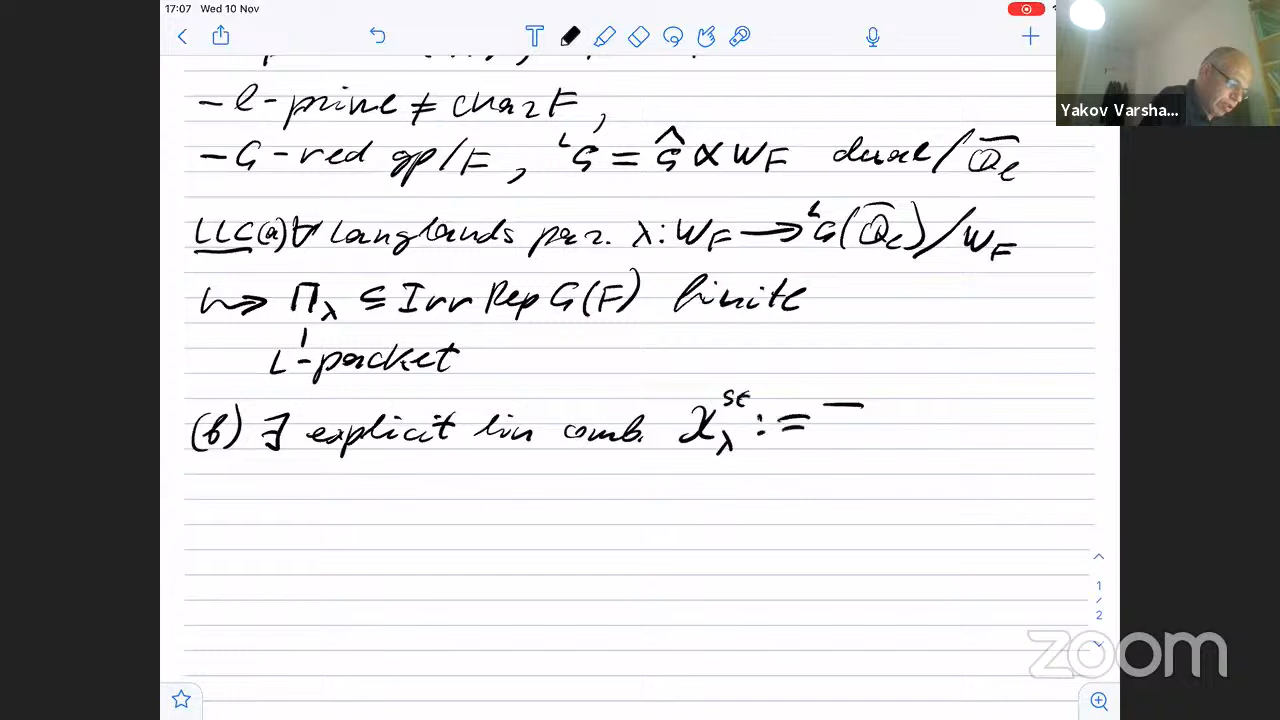 17:07 Wed 10 Nov
Yakov Varsha...
- l - prime ≠ char F,
- G - red gp/F, ᴸG = Ĝ ⋊ W_F dual/Q̄_l
LLC (a) ∀ Langlands par. λ: W_F → ᴸG(Q̄_l)/W_F
⇝ Π_λ ⊆ Irr Rep G(F) finite
L-packet
(b) ∃ explicit lin comb. χ_λ^st :=
1
/
2
zoom